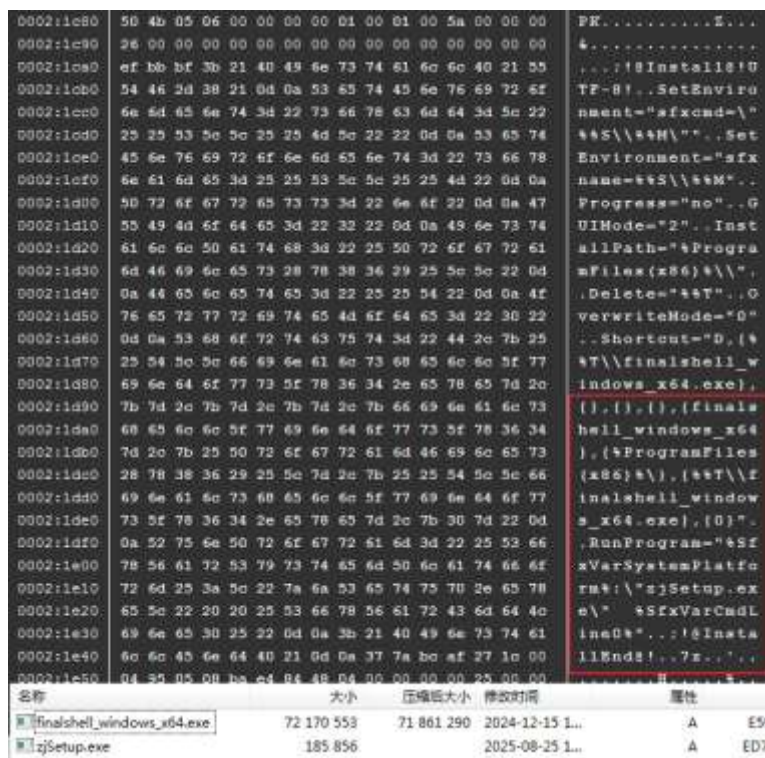 0002:1c80 50 4b 05 06 00 00 00 00 01 00 01 00 5a 00 00 00 PK..........Z...
0002:1c90 26 00 00 00 00 00 00 00 00 00 00 00 00 00 00 00 &...............
0002:1ca0 ef bb bf 3b 21 40 49 6e 73 74 61 6c 6c 40 21 55 ...;!@Install@!U
0002:1cb0 54 46 2d 38 21 0d 0a 53 65 74 45 6e 76 69 72 6f TF-8!..SetEnviro
0002:1cc0 6e 6d 65 6e 74 3d 22 73 66 78 63 6d 64 3d 5c 22 nment="sfxcmd=\"
0002:1cd0 25 25 53 5c 5c 25 25 4d 5c 22 22 0d 0a 53 65 74 %%S\\%%M\""..Set
0002:1ce0 45 6e 76 69 72 6f 6e 6d 65 6e 74 3d 22 73 66 78 Environment="sfx
0002:1cf0 6e 61 6d 65 3d 25 25 53 5c 5c 25 25 4d 22 0d 0a name=%%S\\%%M"..
0002:1d00 50 72 6f 67 72 65 73 73 3d 22 6e 6f 22 0d 0a 47 Progress="no"..G
0002:1d10 55 49 4d 6f 64 65 3d 22 32 22 0d 0a 49 6e 73 74 UIMode="2"..Inst
0002:1d20 61 6c 6c 50 61 74 68 3d 22 25 50 72 6f 67 72 61 allPath="%Progra
0002:1d30 6d 46 69 6c 65 73 28 78 38 36 29 25 5c 5c 22 0d mFiles(x86)%\\".
0002:1d40 0a 44 65 6c 65 74 65 3d 22 25 25 54 22 0d 0a 4f .Delete="%%T"..O
0002:1d50 76 65 72 77 72 69 74 65 4d 6f 64 65 3d 22 30 22 verwriteMode="0"
0002:1d60 0d 0a 53 68 6f 72 74 63 75 74 3d 22 44 2c 7b 25 ..Shortcut="D,{%
0002:1d70 25 54 5c 5c 66 69 6e 61 6c 73 68 65 6c 6c 5f 77 %T\\finalshell_w
0002:1d80 69 6e 64 6f 77 73 5f 78 36 34 2e 65 78 65 7d 2c indows_x64.exe},
0002:1d90 7b 7d 2c 7b 7d 2c 7b 7d 2c 7b 66 69 6e 61 6c 73 {},{},{},{finals
0002:1da0 68 65 6c 6c 5f 77 69 6e 64 6f 77 73 5f 78 36 34 hell_windows_x64
0002:1db0 7d 2c 7b 25 50 72 6f 67 72 61 6d 46 69 6c 65 73 },{%ProgramFiles
0002:1dc0 28 78 38 36 29 25 5c 7d 2c 7b 25 25 54 5c 5c 66 (x86)%\},{%%T\\f
0002:1dd0 69 6e 61 6c 73 68 65 6c 6c 5f 77 69 6e 64 6f 77 inalshell_window
0002:1de0 73 5f 78 36 34 2e 65 78 65 7d 2c 7b 30 7d 22 0d s_x64.exe},{0}".
0002:1df0 0a 52 75 6e 50 72 6f 67 72 61 6d 3d 22 25 53 66 .RunProgram="%Sf
0002:1e00 78 56 61 72 53 79 73 74 65 6d 50 6c 61 74 66 6f xVarSystemPlatfo
0002:1e10 72 6d 25 3a 5c 22 7a 6a 53 65 74 75 70 2e 65 78 rm%:\"zjSetup.ex
0002:1e20 65 5c 22 20 20 25 53 66 78 56 61 72 43 6d 64 4c e\"  %SfxVarCmdL
0002:1e30 69 6e 65 30 25 22 0d 0a 3b 21 40 49 6e 73 74 61 ine0%"..;!@Insta
0002:1e40 6c 6c 45 6e 64 40 21 0d 0a 37 7a bc af 27 1c 00 llEnd@!..7z..'..
名称 大小 压缩后大小 修改时间 属性
finalshell_windows_x64.exe 72 170 553 71 861 290 2024-12-15 1... A E5
zjSetup.exe 185 856 2025-08-25 1... A ED7